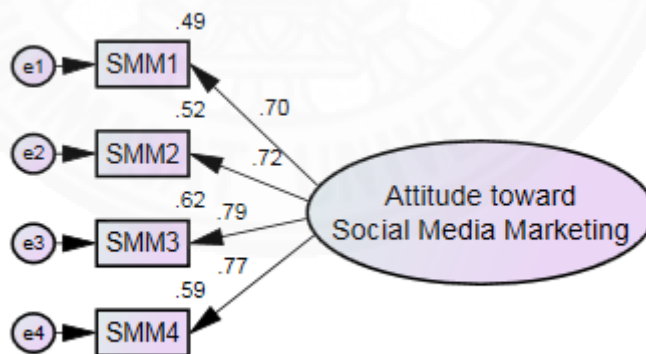 .49
e1 SMM1
.70
.52
e2 SMM2
.72
Attitude toward
Social Media Marketing
.62
.79
e3 SMM3
.77
.59
e4 SMM4